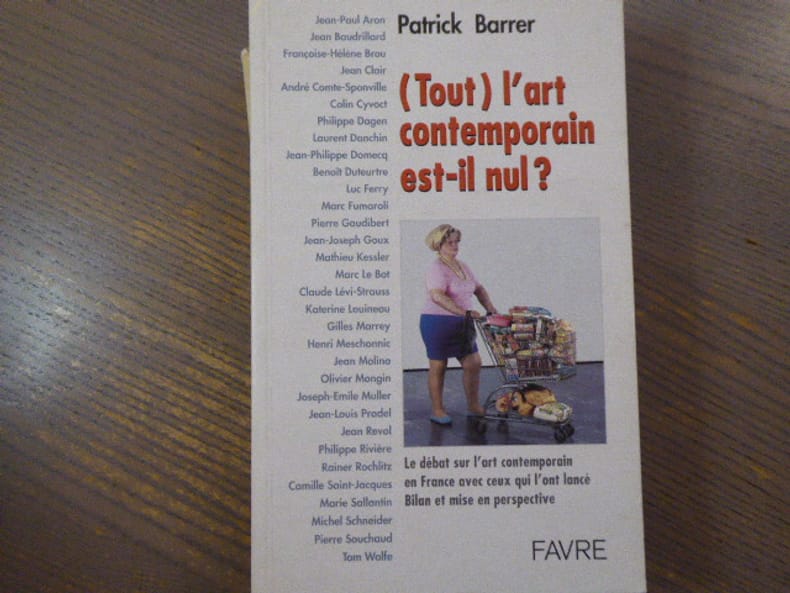 Jean-Paul Aron
Jean Baudrillard
Françoise-Hélène Brou
Jean Clair
André Comte-Sponville
Colin Cyvoct
Philippe Dagen
Laurent Danchin
Jean-Philippe Domecq
Benoît Duteurtre
Luc Ferry
Marc Fumaroli
Pierre Gaudibert
Jean-Joseph Goux
Mathieu Kessler
Marc Le Bot
Claude Lévi-Strauss
Katerine Louineau
Gilles Marrey
Henri Meschonnic
Jean Molino
Olivier Mongin
Joseph-Emile Muller
Jean-Louis Pradel
Jean Revol
Philippe Rivière
Rainer Rochlitz
Camille Saint-Jacques
Marie Sallantin
Michel Schneider
Pierre Souchaud
Tom Wolfe
Patrick Barrer
(Tout) l'art
contemporain
est-il nul ?
Le débat sur l'art contemporain
en France avec ceux qui l'ont lancé
Bilan et mise en perspective
FAVRE